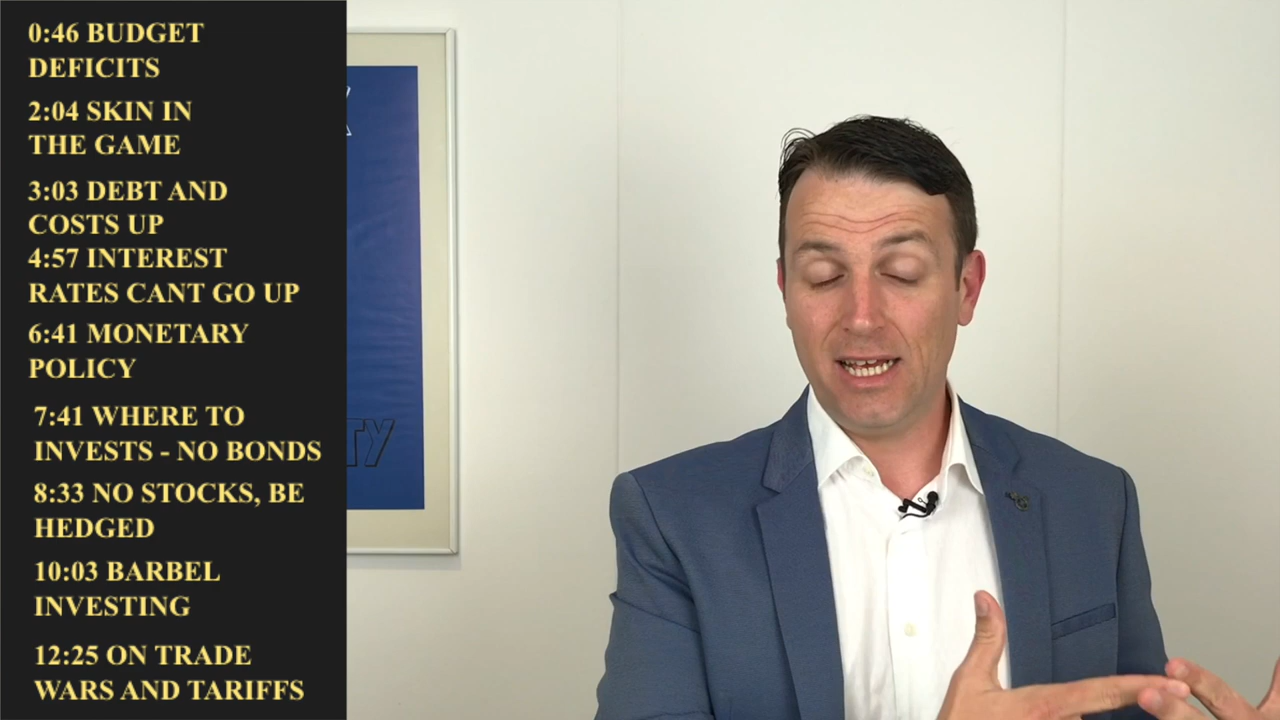 0:46 BUDGET
DEFICITS
2:04 SKIN IN
THE GAME
3:03 DEBT AND
COSTS UP
4:57 INTEREST
RATES CANT GO UP
6:41 MONETARY
POLICY
7:41 WHERE TO
INVESTS - NO BONDS
8:33 NO STOCKS, BE
HEDGED
10:03 BARBEL
INVESTING
12:25 ON TRADE
WARS AND TARIFFS
TY